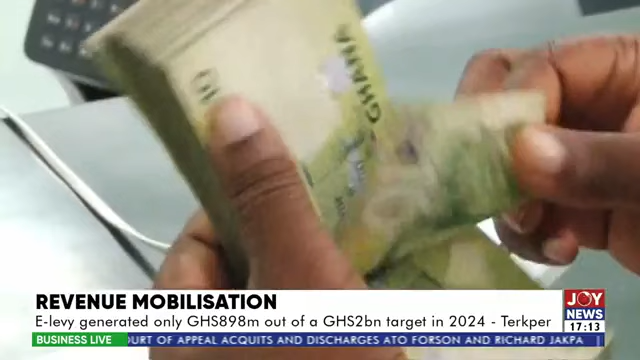 GHANA
REVENUE MOBILISATION
E-levy generated only GHS898m out of a GHS2bn target in 2024 - Terkper
JOY
NEWS
17:13
BUSINESS LIVE
OURT OF APPEAL ACQUITS AND DISCHARGES ATO FORSON AND RICHARD JAKPA